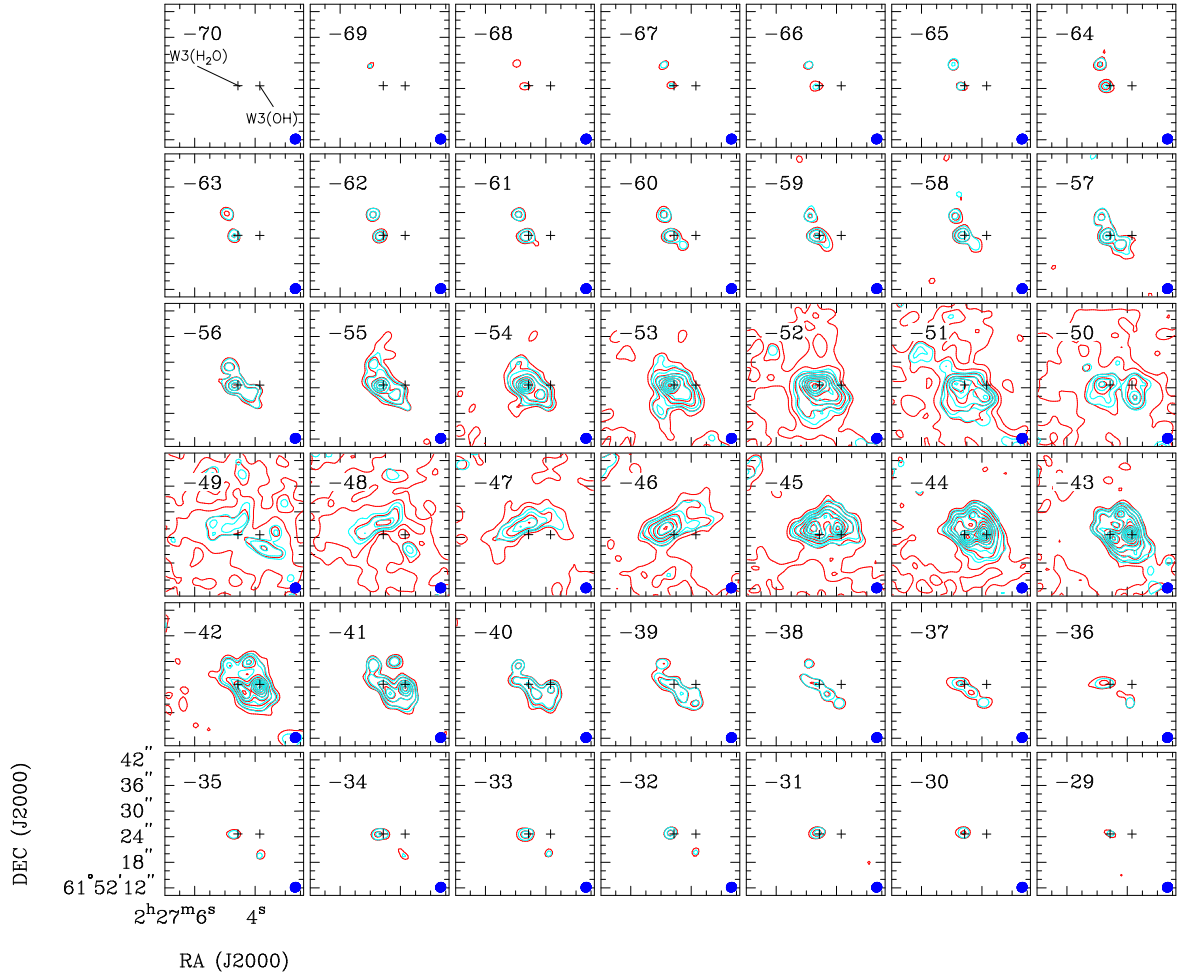 −70 −69 −68 −67 −66 −65 −64
W3(H₂O)
W3(OH)
−63 −62 −61 −60 −59 −58 −57
−56 −55 −54 −53 −52 −51 −50
−49 −48 −47 −46 −45 −44 −43
−42 −41 −40 −39 −38 −37 −36
−35 −34 −33 −32 −31 −30 −29
42″
36″
30″
24″
18″
61°52′12″
2ʰ27ᵐ6ˢ 4ˢ
DEC (J2000)
RA (J2000)